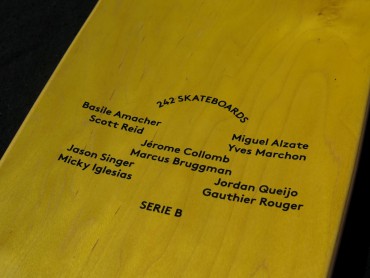 242 SKATEBOARDS
Basile Amacher
Scott Reid
Miguel Alzate
Yves Marchon
Jérome Collomb
Marcus Bruggman
Jason Singer
Micky Iglesias
Jordan Queijo
Gauthier Rouger
SERIE B